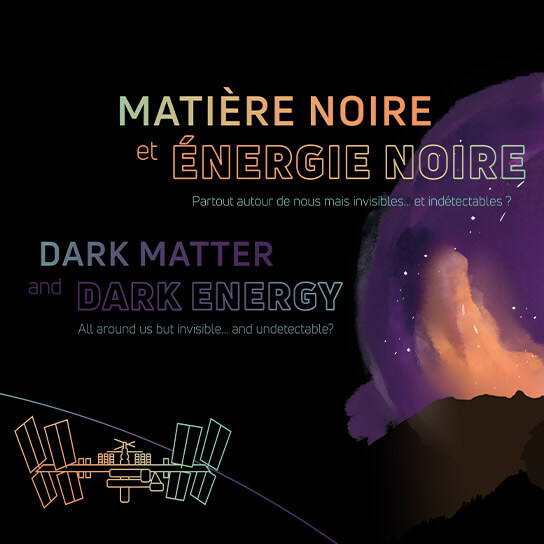 MATIÈRE NOIRE
et ÉNERGIE NOIRE
Partout autour de nous mais invisibles... et indétectables ?
DARK MATTER
and DARK ENERGY
All around us but invisible... and undetectable?